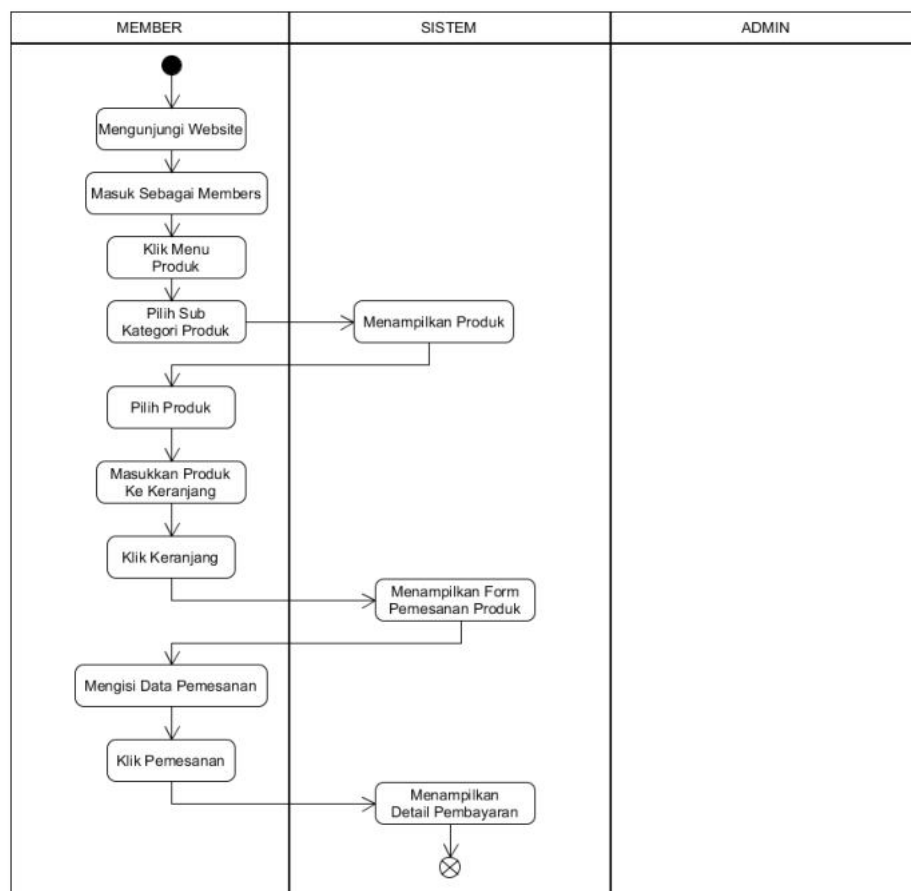 MEMBER
SISTEM
ADMIN
Mengunjungi Website
Masuk Sebagai Members
Klik Menu
Produk
Pilih Sub
Kategori Produk
Menampilkan Produk
Pilih Produk
Masukkan Produk
Ke Keranjang
Klik Keranjang
Menampilkan Form
Pemesanan Produk
Mengisi Data Pemesanan
Klik Pemesanan
Menampilkan
Detail Pembayaran